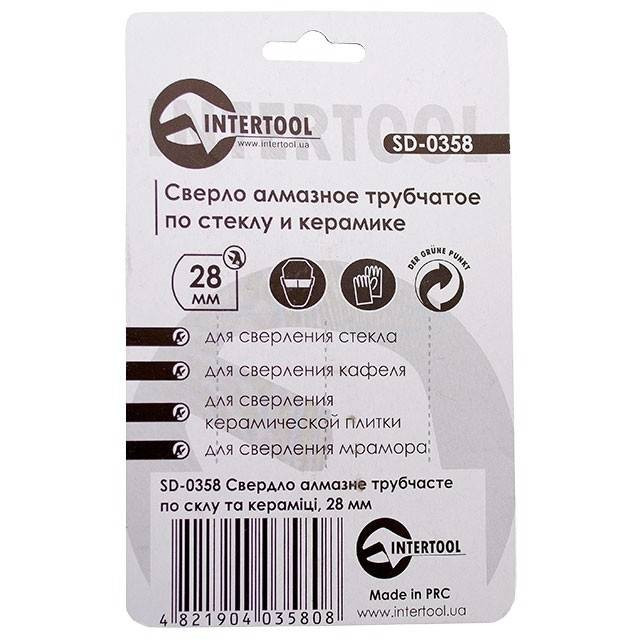 INTERTOOL
INTERTOOL
www.intertool.ua
SD-0358
Сверло алмазное трубчатое
по стеклу и керамике
28
мм
DER GRÜNE PUNKT
для сверления стекла
для сверления кафеля
для сверления
керамической плитки
для сверления мрамора
SD-0358 Свердло алмазне трубчасте
по склу та кераміці, 28 мм
INTERTOOL
Made in PRC
www.intertool.ua
4 821904 035808